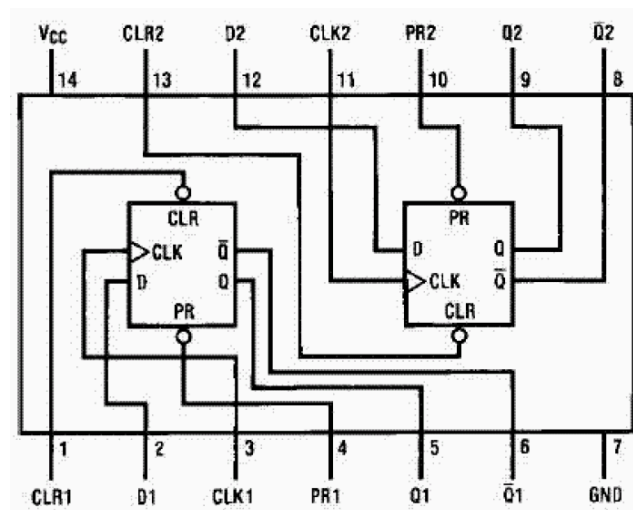 VCC CLR2 D2 CLK2 PR2 Q2 Q̅2
14 13 12 11 10 9 8
CLR PR
CLK Q̅ D Q
D Q CLK Q̅
PR CLR
1 2 3 4 5 6 7
CLR1 D1 CLK1 PR1 Q1 Q̅1 GND